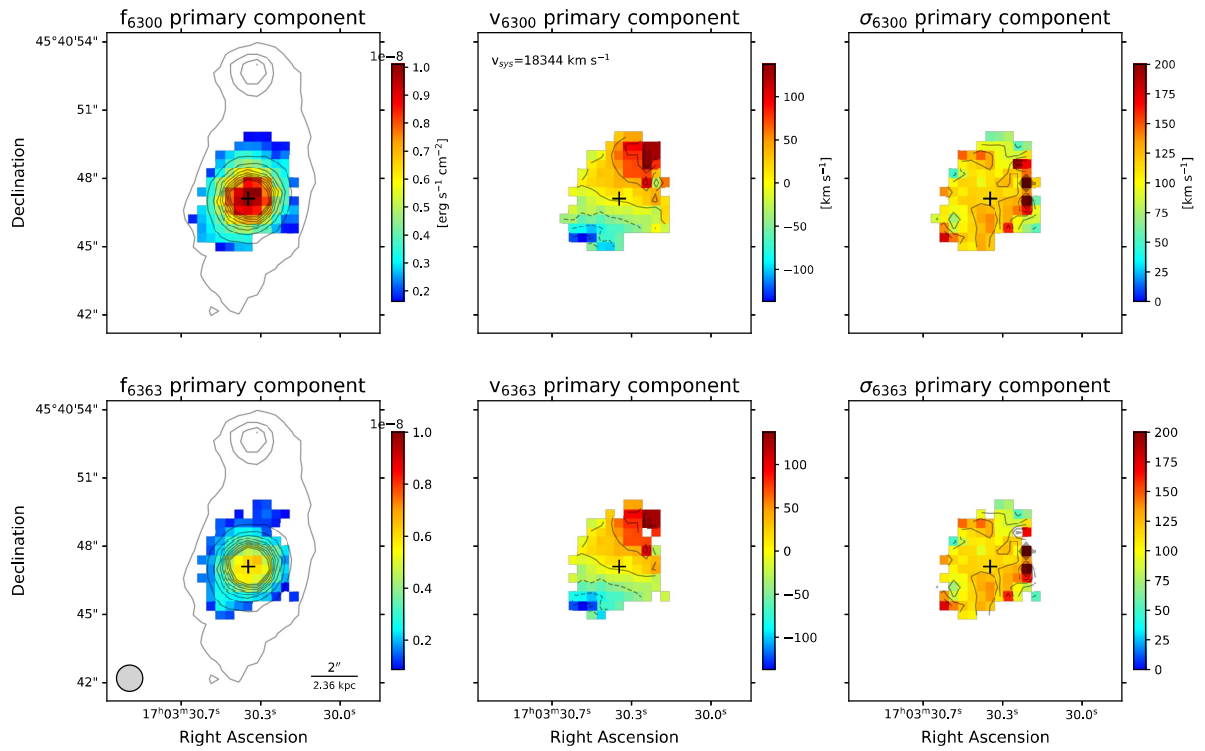 f₆₃₀₀ primary component
v₆₃₀₀ primary component
σ₆₃₀₀ primary component
Declination
45°40'54"
51"
48"
45"
42"
1e−8
1.0
0.9
0.8
0.7
0.6
0.5
0.4
0.3
0.2
[erg s⁻¹ cm⁻²]
v_sys=18344 km s⁻¹
100
50
0
−50
−100
[km s⁻¹]
200
175
150
125
100
75
50
25
0
[km s⁻¹]
f₆₃₆₃ primary component
v₆₃₆₃ primary component
σ₆₃₆₃ primary component
Declination
45°40'54"
51"
48"
45"
42"
1e−8
1.0
0.8
0.6
0.4
0.2
2"
2.36 kpc
100
50
0
−50
−100
200
175
150
125
100
75
50
25
0
17ʰ03ᵐ30.7ˢ 30.3ˢ 30.0ˢ
Right Ascension
17ʰ03ᵐ30.7ˢ 30.3ˢ 30.0ˢ
Right Ascension
17ʰ03ᵐ30.7ˢ 30.3ˢ 30.0ˢ
Right Ascension